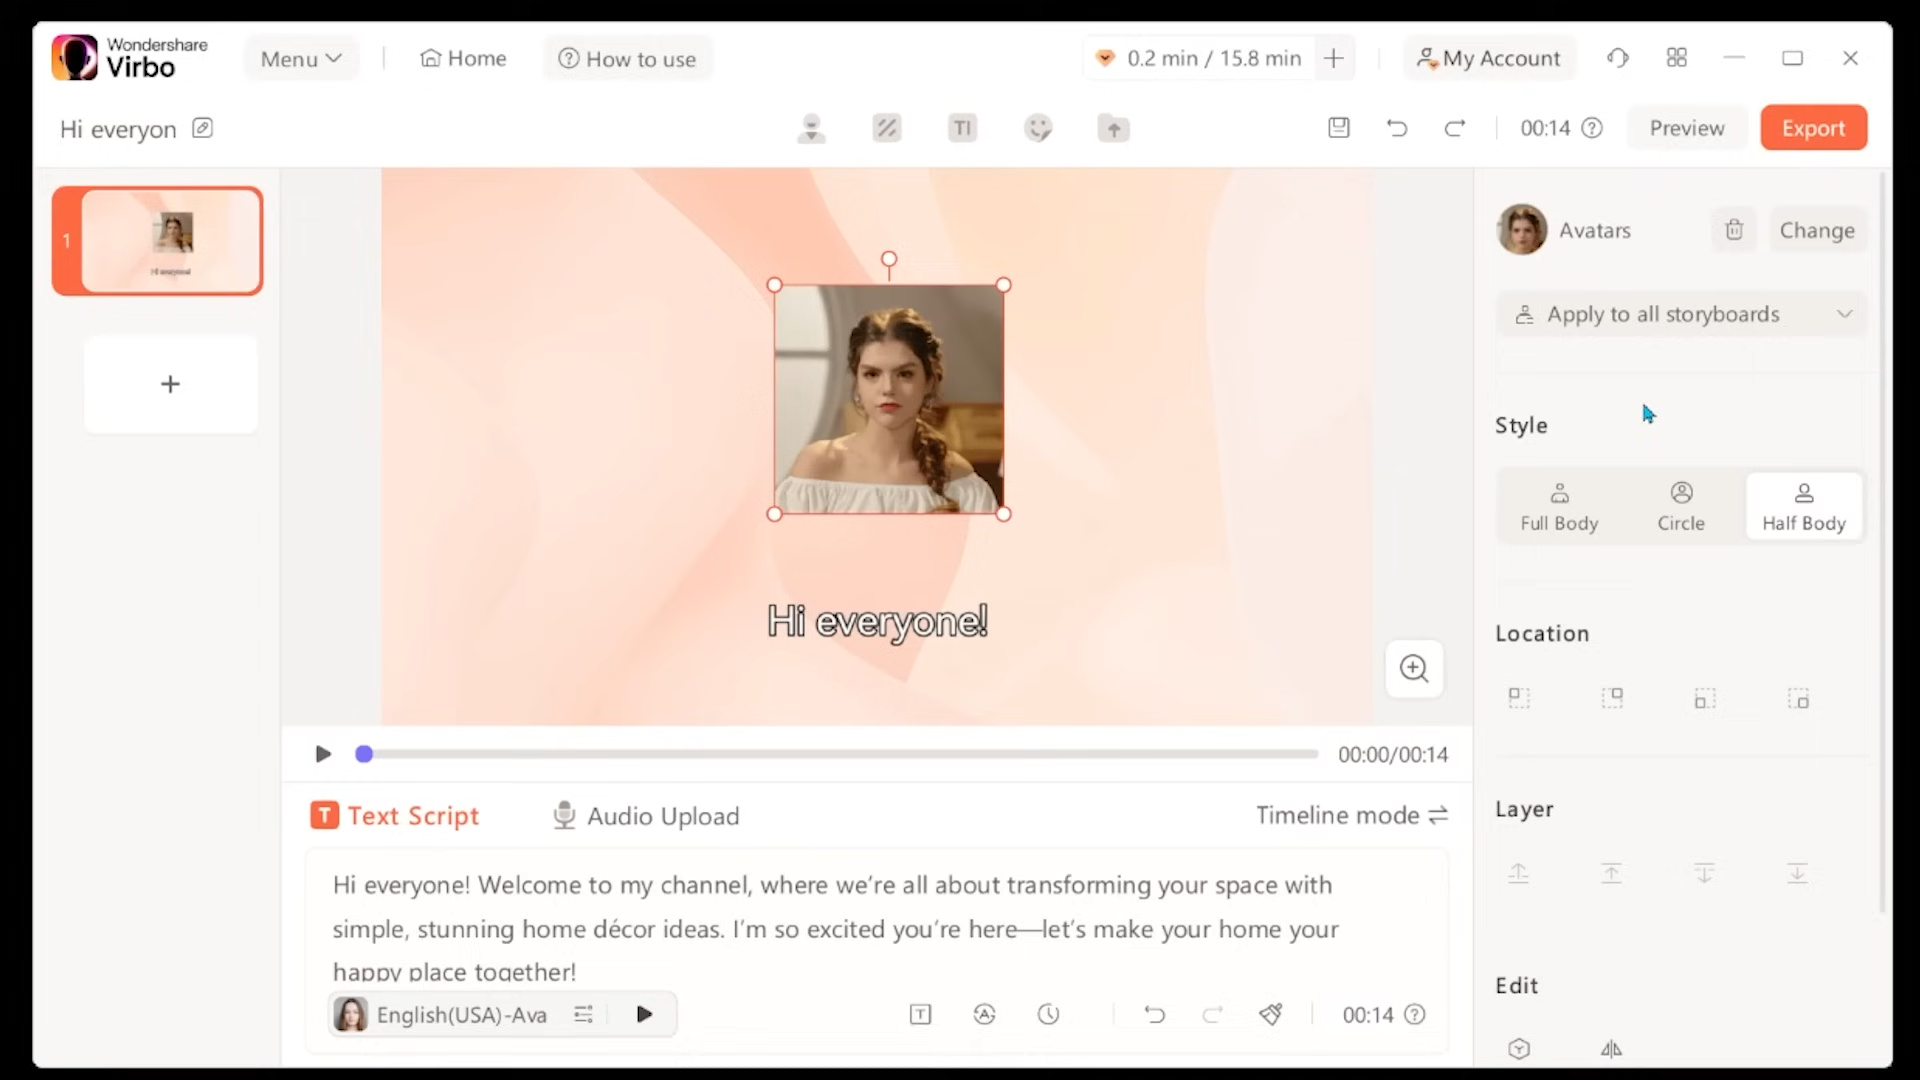 Wondershare
Virbo
Menu
Home
How to use
0.2 min / 15.8 min
My Account
Hi everyon
TI
00:14
Preview
Export
1
Hi everyone!
Avatars
Change
Apply to all storyboards
Style
Full Body
Circle
Half Body
Hi everyone!
Location
00:00/00:14
Layer
T Text Script
Audio Upload
Timeline mode
Hi everyone! Welcome to my channel, where we're all about transforming your space with
simple, stunning home décor ideas. I'm so excited you're here—let's make your home your
happy place together!
Edit
English(USA)-Ava
T
A
00:14